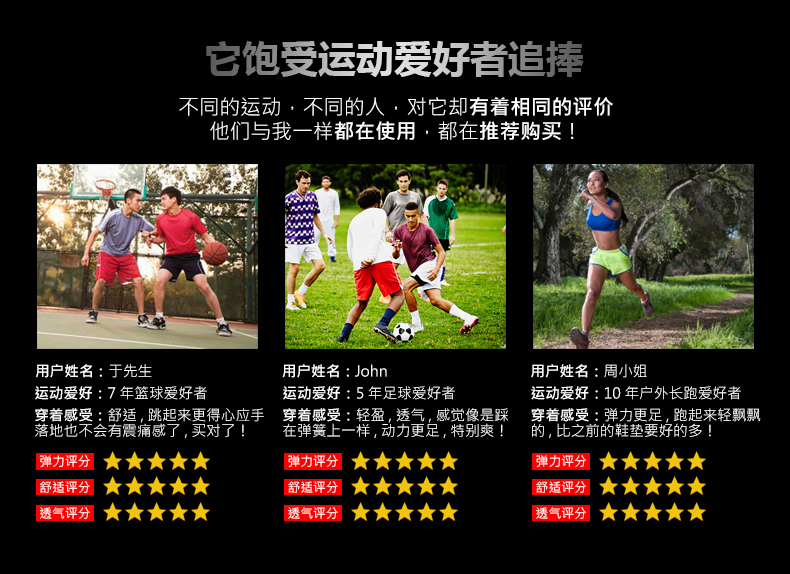 它饱受运动爱好者追捧
不同的運动，不同的人，对它却有着相同的评价
他们与我一样都在使用，都在推荐购买！
用户姓名：于先生
运动爱好：7 年篮球爱好者
穿着感受：舒适 , 跳起来更得心应手
落地也不会有震痛感了 , 买对了！
弹力评分
舒适评分
透气评分
用户姓名：John
运动爱好：5 年足球爱好者
穿着感受：轻盈 , 透气 , 感觉像是踩
在弹簧上一样 , 动力更足 , 特别爽！
弹力评分
舒适评分
透气评分
用户姓名：周小姐
运动爱好：10 年户外长跑爱好者
穿着感受：弹力更足 , 跑起来轻飘飘
的 , 比之前的鞋垫要好的多！
弹力评分
舒适评分
透气评分